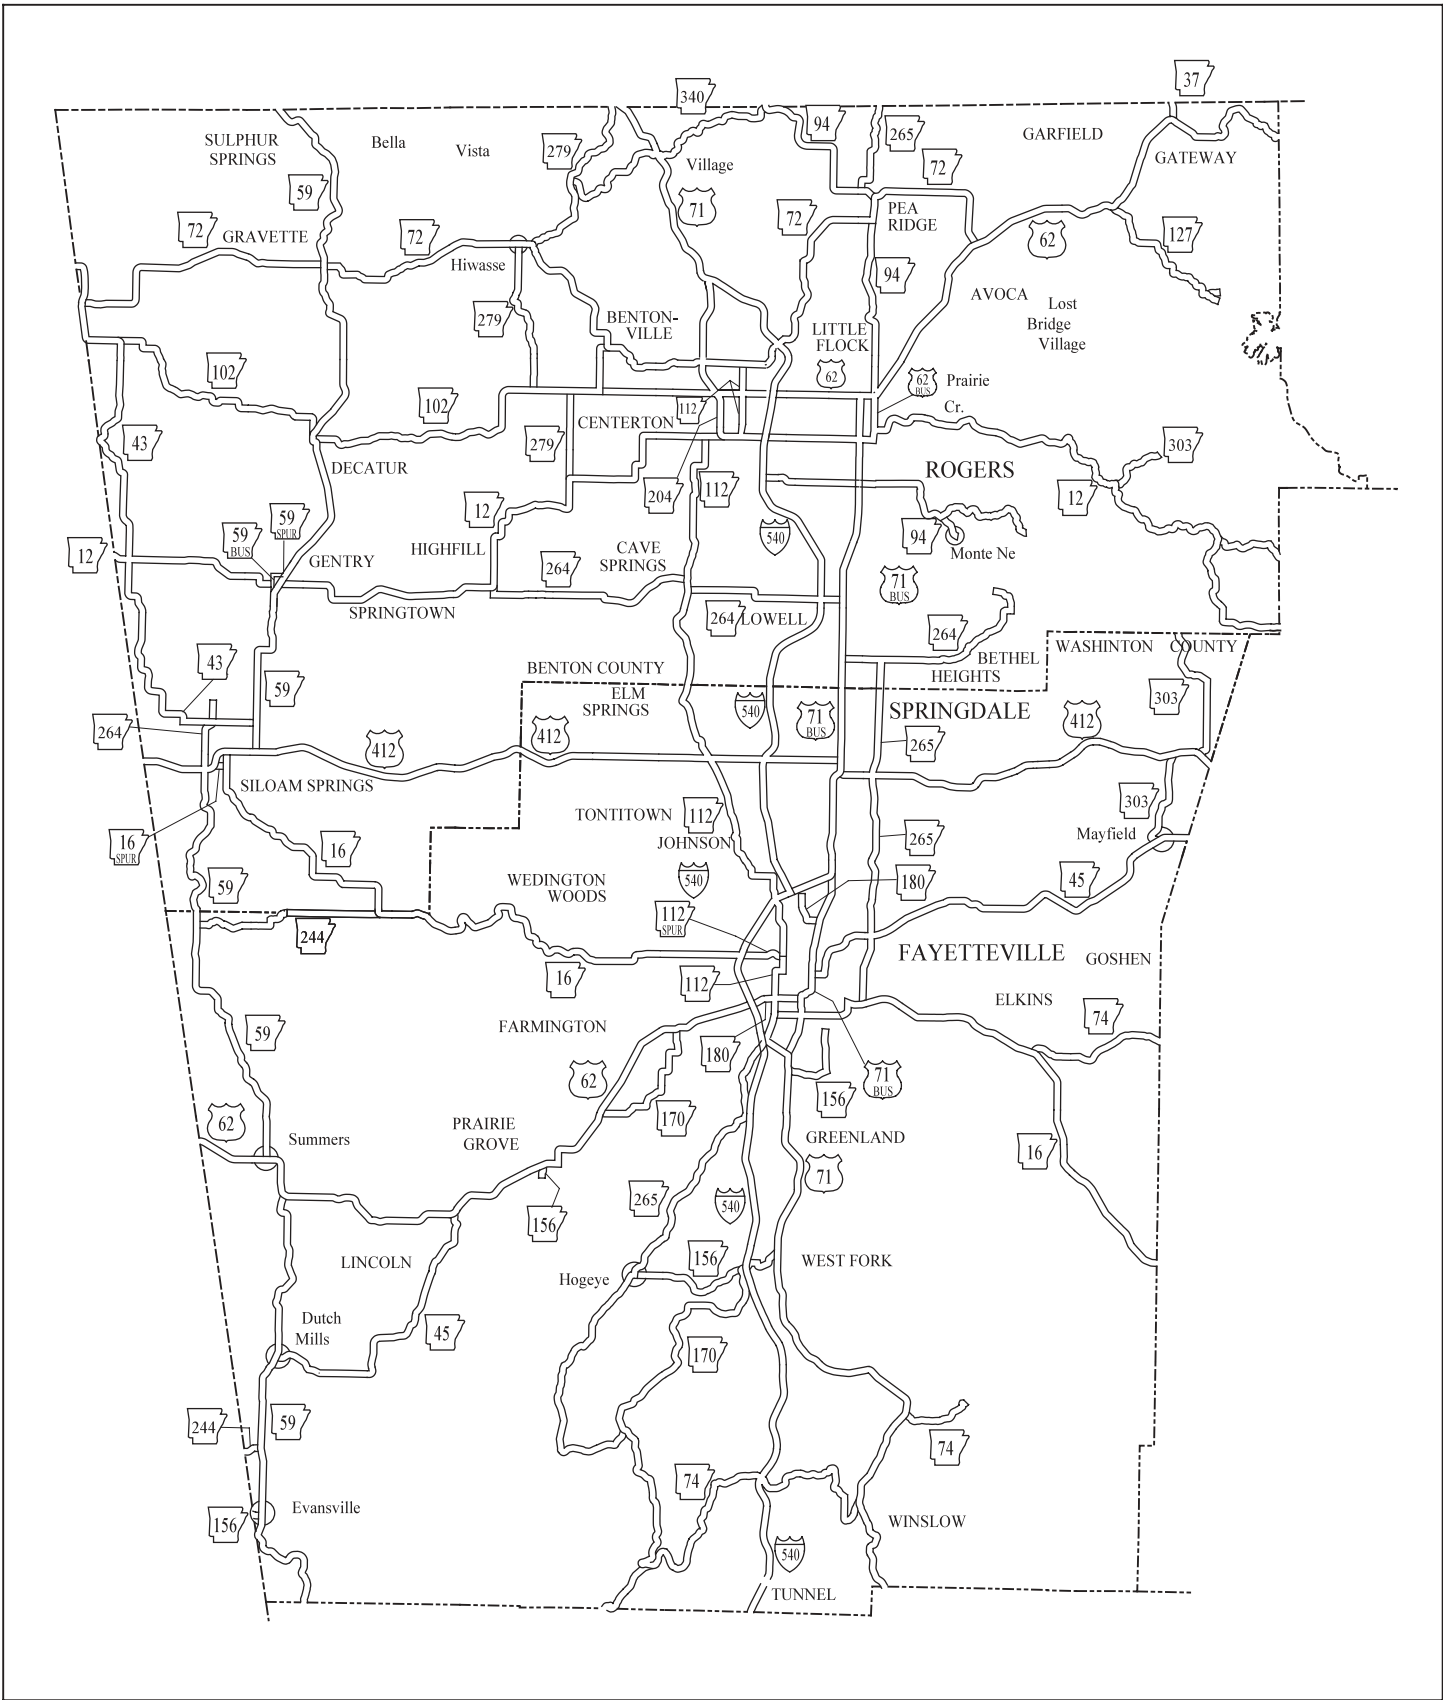 37
340
94
265
GARFIELD
SULPHUR
SPRINGS
Bella
Vista
279
Village
72
GATEWAY
59
71
72
PEA
RIDGE
72
GRAVETTE
72
62
127
Hiwasse
94
AVOCA
Lost
Bridge
Village
279
BENTON-
VILLE
LITTLE
FLOCK
102
62
62
BUS
Prairie
Cr.
102
112
CENTERTON
43
279
303
DECATUR
ROGERS
204
112
12
12
59
SPUR
59
BUS
540
94
12
GENTRY
HIGHFILL
CAVE
SPRINGS
Monte Ne
264
71
BUS
SPRINGTOWN
264
LOWELL
264
43
BENTON COUNTY
BETHEL
HEIGHTS
WASHINTON COUNTY
59
ELM
SPRINGS
540
303
264
412
412
71
BUS
SPRINGDALE
412
265
SILOAM SPRINGS
TONTITOWN
112
303
16
SPUR
16
JOHNSON
265
Mayfield
59
540
WEDINGTON
WOODS
180
45
112
SPUR
244
FAYETTEVILLE
GOSHEN
16
112
ELKINS
59
FARMINGTON
74
180
62
71
BUS
156
62
PRAIRIE
GROVE
170
Summers
GREENLAND
16
71
265
540
156
LINCOLN
156
WEST FORK
Hogeye
Dutch
Mills
45
170
244
59
74
74
Evansville
156
WINSLOW
540
TUNNEL